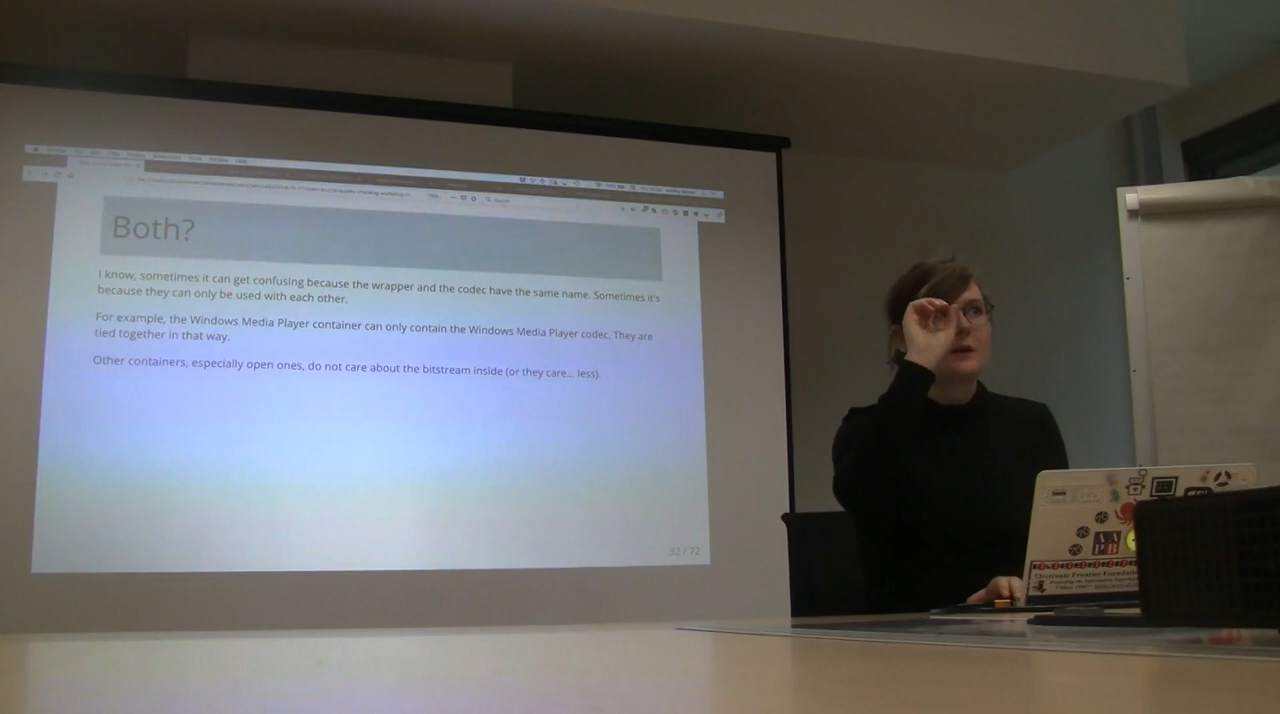 Both?
I know, sometimes it can get confusing because the wrapper and the codec have the same name. Sometimes it's
because they can only be used with each other.
For example, the Windows Media Player container can only contain the Windows Media Player codec. They are
tied together in that way.
Other containers, especially open ones, do not care about the bitstream inside (or they care... less).
32 / 72
AA
PB
Electronic Frontier Foundation